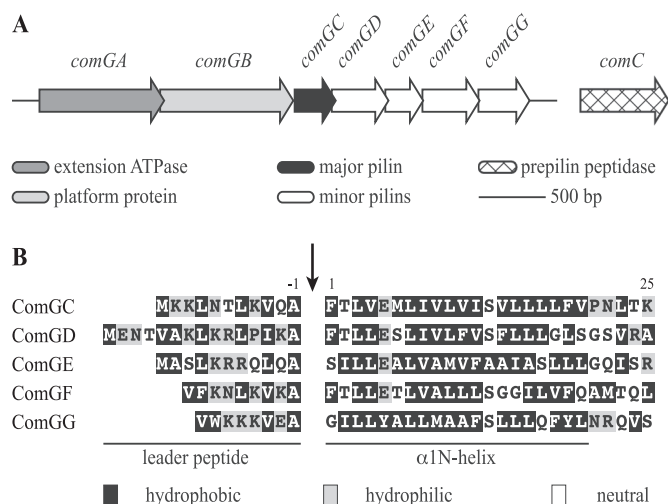 A
comGA comGB comGC comGD comGE comGF comGG comC
extension ATPase major pilin prepilin peptidase
platform protein minor pilins 500 bp
B
-1 1 25
ComGC MKKLNTLKVQA FTLVEMLIVLVISVLLLLFVPNLTK
ComGD MENTVAKLKRLPIKA FTLLESLIVLFVSFLLLGLSGSVRA
ComGE MASLKRRQLQA SILLEALVAMVFAAIASLLLGQISR
ComGF VFKNLKVKA FTLLETLVALLLSGGILVFQAMTQL
ComGG VWKKKVEA GILLYALLMAAFSLLLQFYLNRQVS
leader peptide α1N-helix
hydrophobic hydrophilic neutral